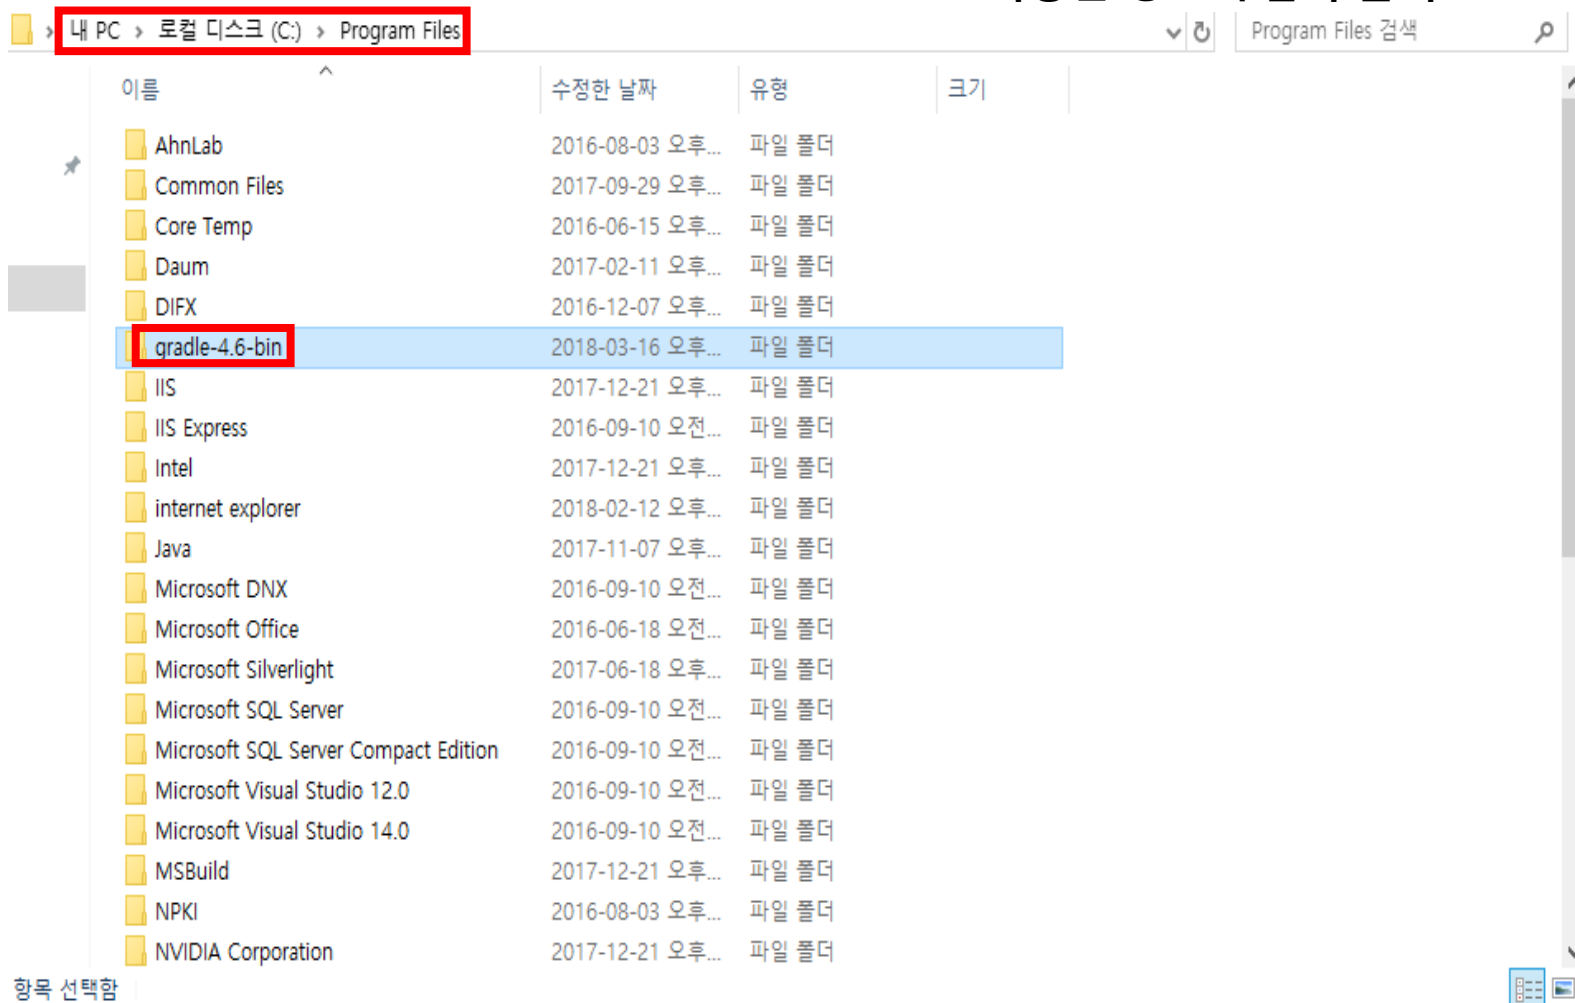 내 PC > 로컬 디스크 (C:) > Program Files
Program Files 검색
이름 수정한 날짜 유형 크기
AhnLab 2016-08-03 오후... 파일 폴더
Common Files 2017-09-29 오후... 파일 폴더
Core Temp 2016-06-15 오후... 파일 폴더
Daum 2017-02-11 오후... 파일 폴더
DIFX 2016-12-07 오후... 파일 폴더
gradle-4.6-bin 2018-03-16 오후... 파일 폴더
IIS 2017-12-21 오후... 파일 폴더
IIS Express 2016-09-10 오전... 파일 폴더
Intel 2017-12-21 오후... 파일 폴더
internet explorer 2018-02-12 오후... 파일 폴더
Java 2017-11-07 오후... 파일 폴더
Microsoft DNX 2016-09-10 오전... 파일 폴더
Microsoft Office 2016-06-18 오전... 파일 폴더
Microsoft Silverlight 2017-06-18 오후... 파일 폴더
Microsoft SQL Server 2016-09-10 오전... 파일 폴더
Microsoft SQL Server Compact Edition 2016-09-10 오전... 파일 폴더
Microsoft Visual Studio 12.0 2016-09-10 오전... 파일 폴더
Microsoft Visual Studio 14.0 2016-09-10 오전... 파일 폴더
MSBuild 2017-12-21 오후... 파일 폴더
NPKI 2016-08-03 오후... 파일 폴더
NVIDIA Corporation 2017-12-21 오후... 파일 폴더
항목 선택함